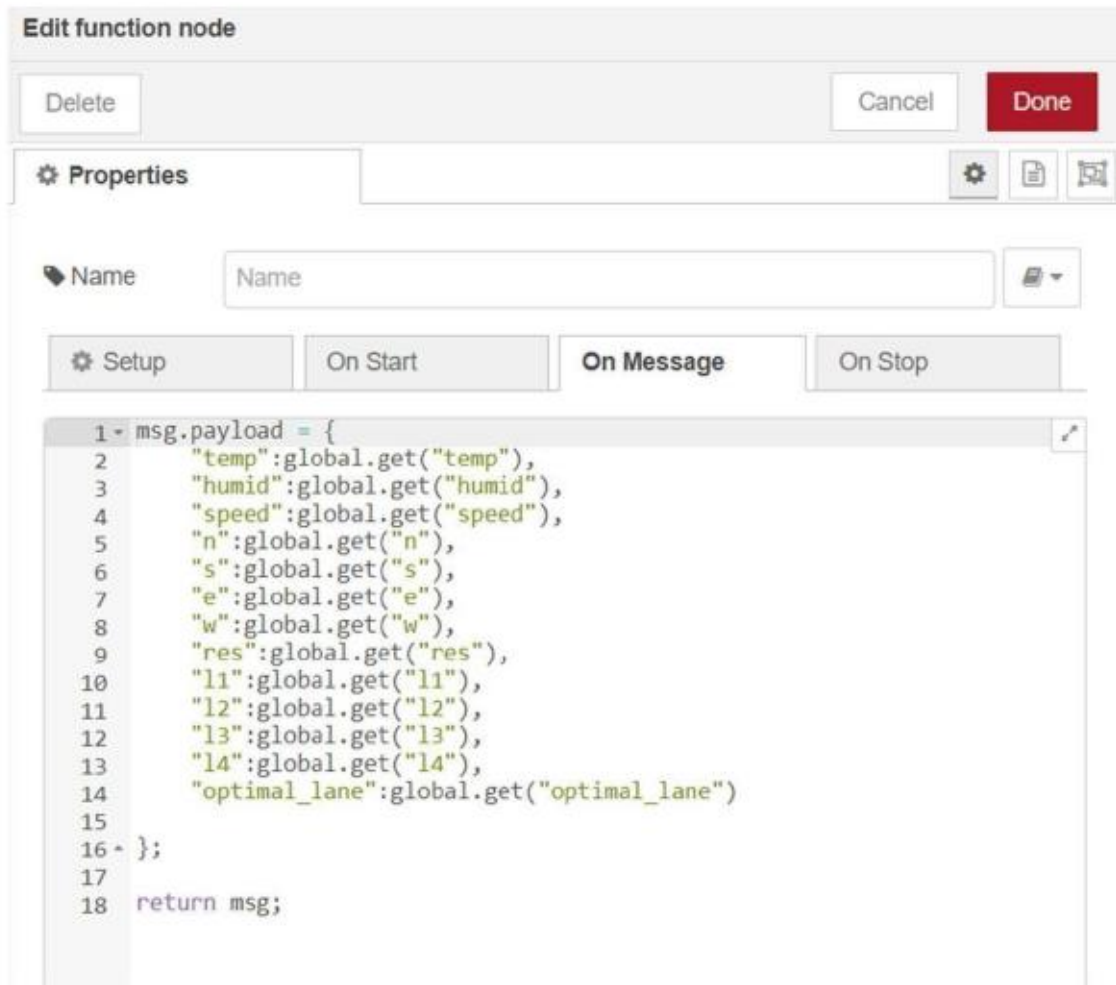 Edit function node
Delete Cancel Done
Properties
Name Name
Setup On Start On Message On Stop
1 msg.payload = {
2 "temp":global.get("temp"),
3 "humid":global.get("humid"),
4 "speed":global.get("speed"),
5 "n":global.get("n"),
6 "s":global.get("s"),
7 "e":global.get("e"),
8 "w":global.get("w"),
9 "res":global.get("res"),
10 "l1":global.get("l1"),
11 "l2":global.get("l2"),
12 "l3":global.get("l3"),
13 "l4":global.get("l4"),
14 "optimal_lane":global.get("optimal_lane")
15
16 };
17
18 return msg;